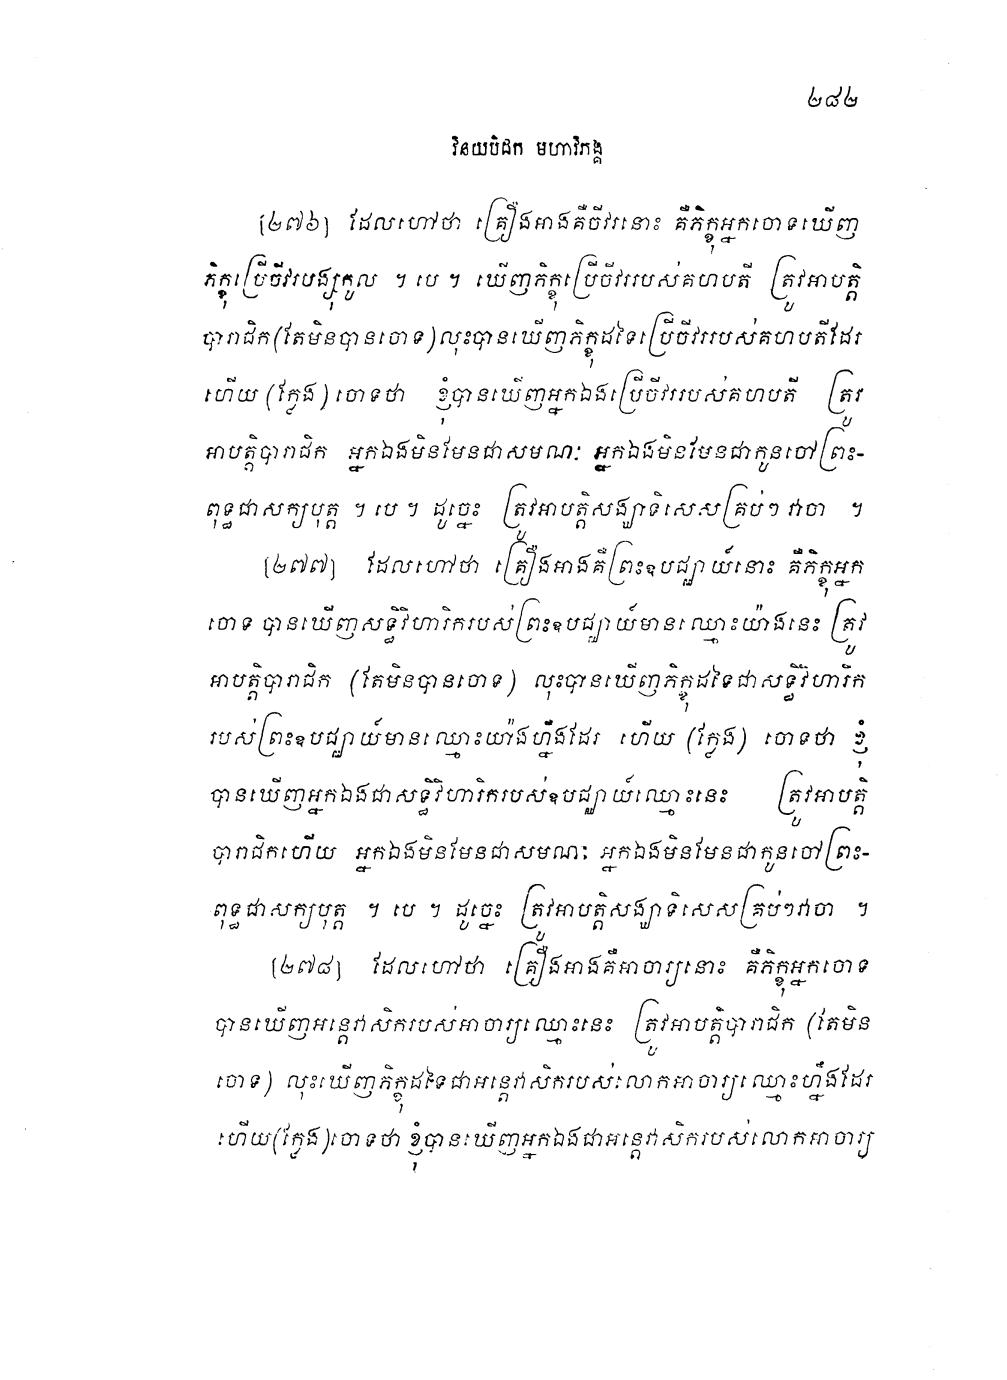 ២៨២
វិនយបិដក មហាវិភង្គ
[២៧៦] ដែលហៅថា គ្រឿងអាងគឺចីវរនោះ គឺភិក្ខុអ្នកចោទឃើញ
ភិក្ខុប្រើចីវរបង្សុកូល ។ បេ ។ ឃើញភិក្ខុប្រើចីវររបស់គហបតី ត្រូវអាបត្តិ
បារាជិក (តែមិនបានចោទ) លុះបានឃើញភិក្ខុដទៃប្រើចីវររបស់គហបតីដែរ
ហើយ (ក្លែង) ចោទថា ខ្ញុំបានឃើញអ្នកឯងប្រើចីវររបស់គហបតី ត្រូវ
អាបត្តិបារាជិក អ្នកឯងមិនមែនជាសមណៈ អ្នកឯងមិនមែនជាកូនចៅព្រះ-
ពុទ្ធជាសក្យបុត្ត ។ បេ ។ ដូច្នេះ ត្រូវអាបត្តិសង្ឃាទិសេសគ្រប់ៗ វាចា ។
[២៧៧] ដែលហៅថា គ្រឿងអាងគឺព្រះឧបជ្ឈាយ៍នោះ គឺភិក្ខុអ្នក
ចោទ បានឃើញសទ្ធិវិហារិករបស់ព្រះឧបជ្ឈាយ៍មានឈ្មោះយ៉ាងនេះ ត្រូវ
អាបត្តិបារាជិក (តែមិនបានចោទ) លុះបានឃើញភិក្ខុដទៃជាសទ្ធិវិហារិក
របស់ព្រះឧបជ្ឈាយ៍មានឈ្មោះយ៉ាងហ្នឹងដែរ ហើយ (ក្លែង) ចោទថា ខ្ញុំ
បានឃើញអ្នកឯងជាសទ្ធិវិហារិករបស់ឧបជ្ឈាយ៍ឈ្មោះនេះ ត្រូវអាបត្តិ
បារាជិកហើយ អ្នកឯងមិនមែនជាសមណៈ អ្នកឯងមិនមែនជាកូនចៅព្រះ-
ពុទ្ធជាសក្យបុត្ត ។ បេ ។ ដូច្នេះ ត្រូវអាបត្តិសង្ឃាទិសេសគ្រប់ៗវាចា ។
[២៧៨] ដែលហៅថា គ្រឿងអាងគឺអាចារ្យនោះ គឺភិក្ខុអ្នកចោទ
បានឃើញអន្តេវាសិករបស់អាចារ្យឈ្មោះនេះ ត្រូវអាបត្តិបារាជិក (តែមិន
ចោទ) លុះឃើញភិក្ខុដទៃជាអន្តេវាសិករបស់លោកអាចារ្យឈ្មោះហ្នឹងដែរ
ហើយ(ក្លែង)ចោទថា ខ្ញុំបានឃើញអ្នកឯងជាអន្តេវាសិករបស់លោកអាចារ្យ